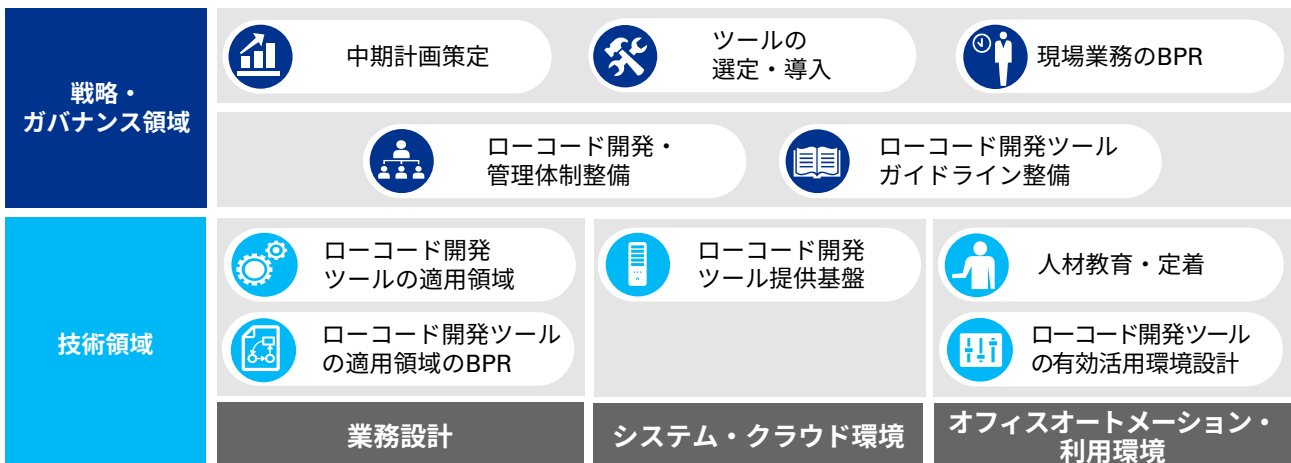 戦略・
ガバナンス領域
中期計画策定
ツールの
選定・導入
現場業務のBPR
ローコード開発・
管理体制整備
ローコード開発ツール
ガイドライン整備
技術領域
ローコード開発
ツールの適用領域
ローコード開発
ツール提供基盤
人材教育・定着
ローコード開発ツール
の適用領域のBPR
ローコード開発ツール
の有効活用環境設計
業務設計
システム・クラウド環境
オフィスオートメーション・
利用環境